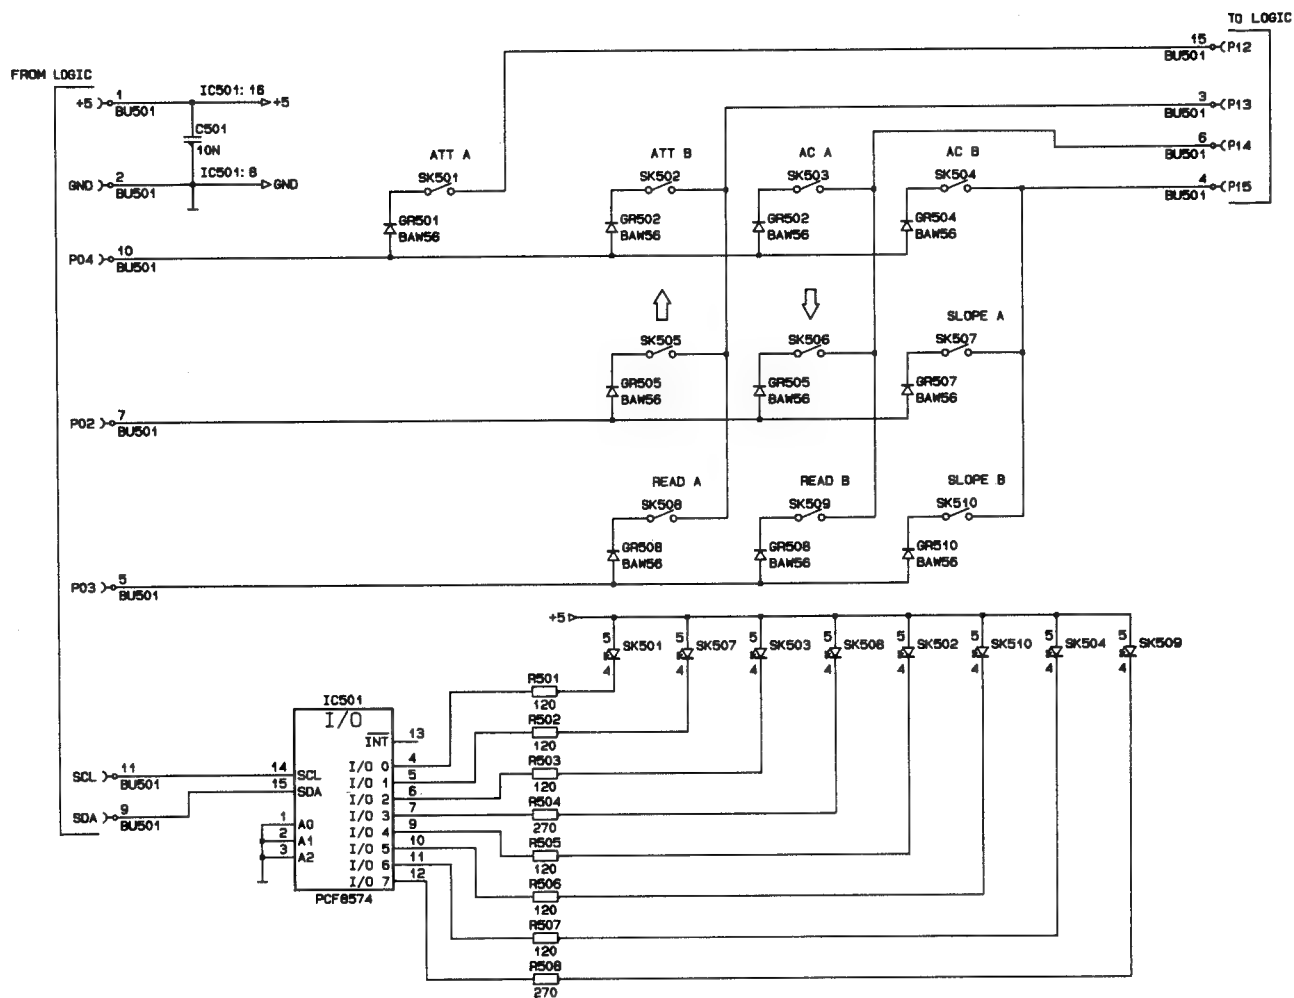 TO LOGIC
15
BU501
P12
FROM LOGIC
+5
1
BU501
IC501: 16
+5
3
BU501
P13
C501
10N
6
BU501
P14
ATT A
SK501
ATT B
SK502
AC A
SK503
AC B
SK504
GND
2
BU501
IC501: 8
GND
4
BU501
P15
GR501
BAW56
GR502
BAW56
GR502
BAW56
GR504
BAW56
P04
10
BU501
SK505
SK506
SLOPE A
SK507
GR505
BAW56
GR505
BAW56
GR507
BAW56
P02
7
BU501
READ A
SK508
READ B
SK509
SLOPE B
SK510
GR508
BAW56
GR508
BAW56
GR510
BAW56
P03
5
BU501
+5
5
SK501
4
5
SK507
4
5
SK503
4
5
SK508
4
5
SK502
4
5
SK510
4
5
SK504
4
5
SK509
4
R501
120
R502
120
R503
120
R504
270
R505
120
R506
120
R507
120
R508
270
IC501
I/O
INT 13
I/O 0 4
I/O 1 5
I/O 2 6
I/O 3 7
I/O 4 9
I/O 5 10
I/O 6 11
I/O 7 12
SCL
11
BU501
14 SCL
15 SDA
SDA
9
BU501
1 A0
2 A1
3 A2
PCF8574